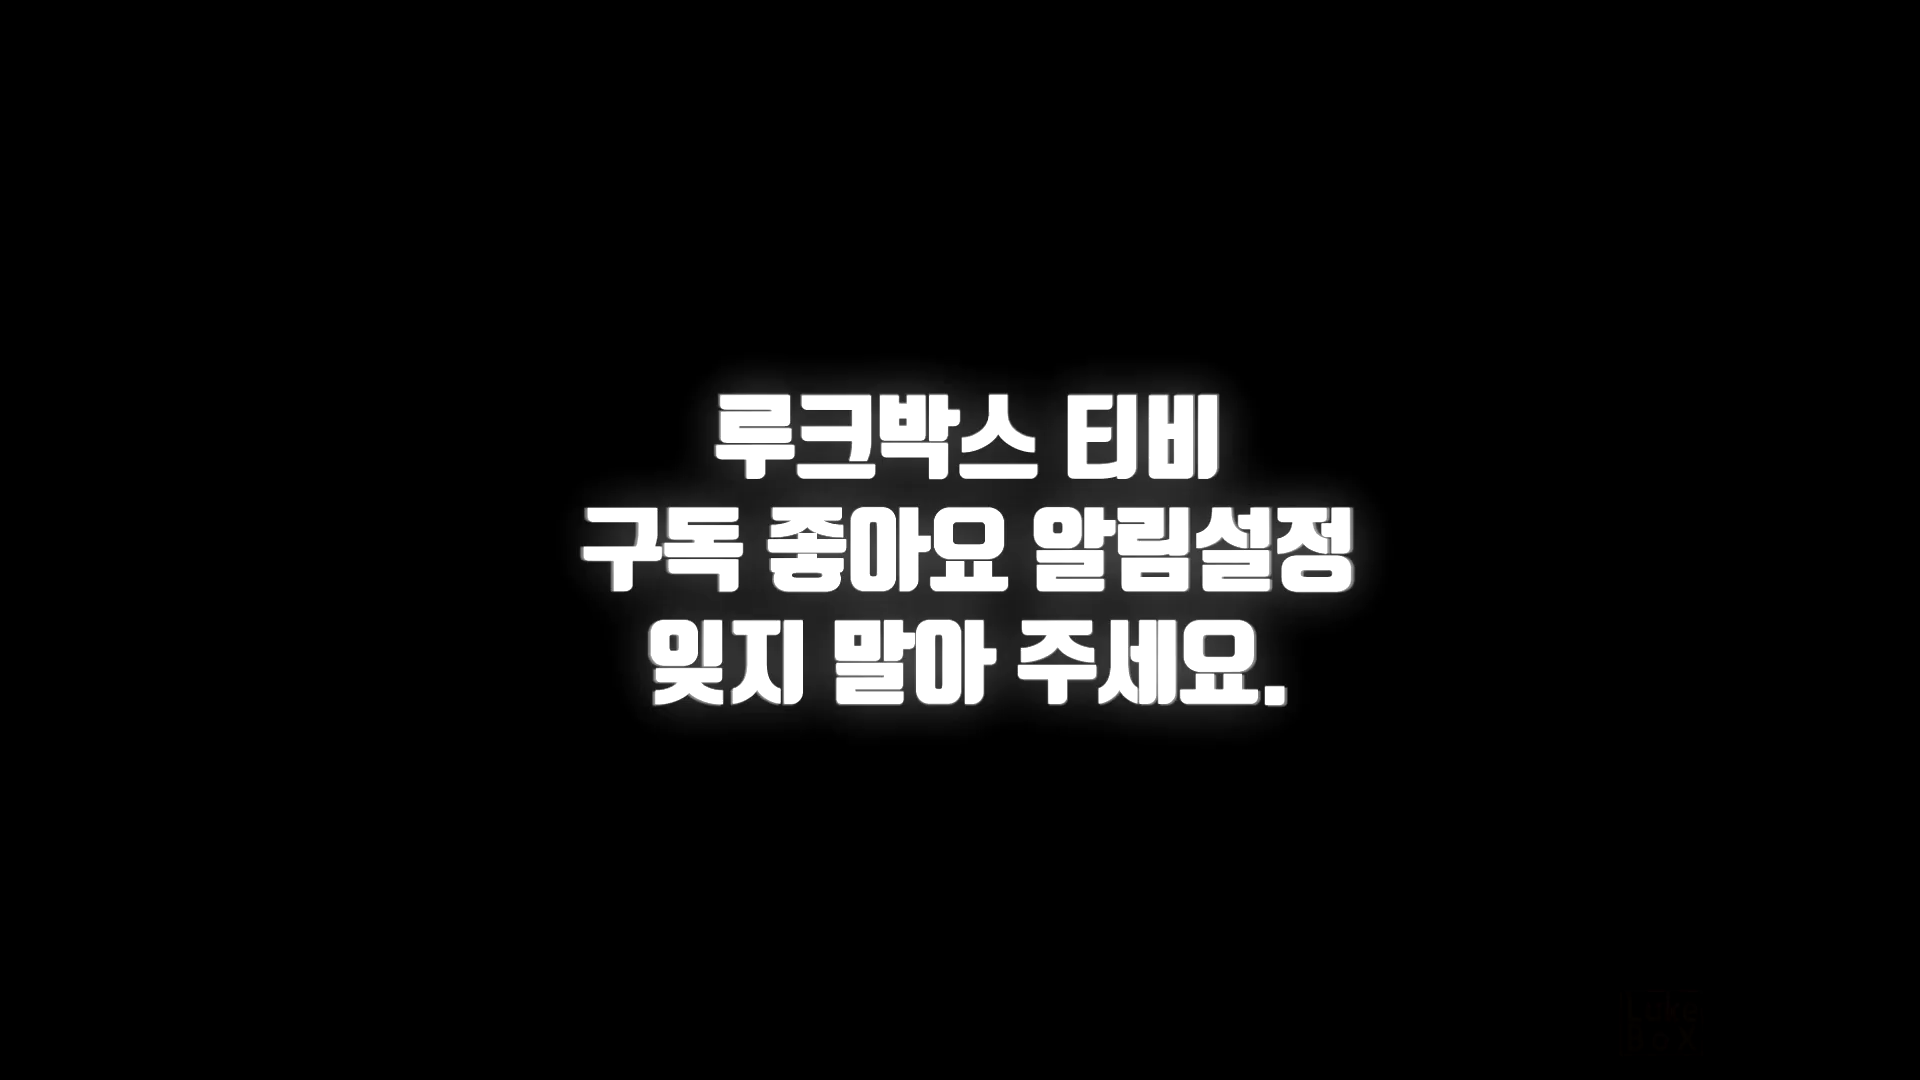 루크박스 티비
구독 좋아요 알림설정
잊지 말아 주세요.